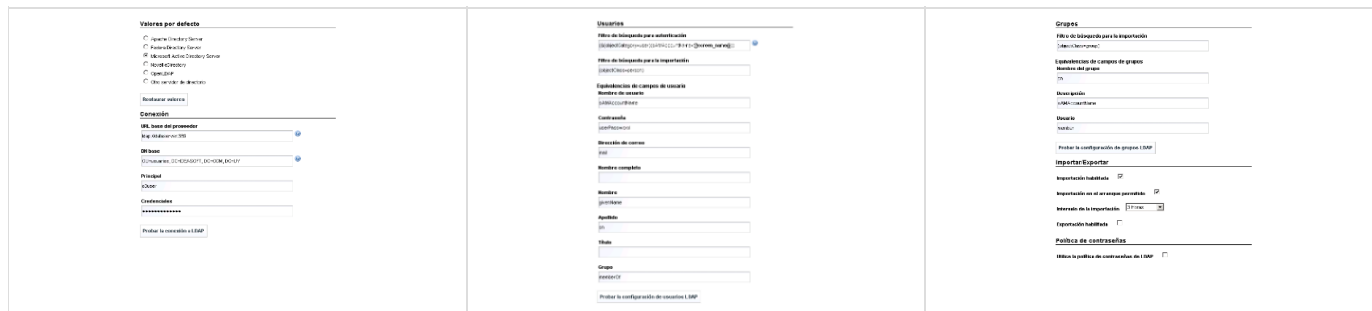 Valores por defecto
Apache Directory Server
Fedora Directory Server
Microsoft Active Directory Server
Novell eDirectory
OpenLDAP
Otro servidor de directorio
Restaurar valores
Conexión
URL base del proveedor
DN base
Principal
Credenciales
Probar la conexión a LDAP
Usuarios
Filtro de búsqueda para autenticación
Filtro de búsqueda para la importación
(objectClass=person)
Equivalencias de campos de usuario
Nombre de usuario
sAMAccountName
Contraseña
userPassword
Dirección de correo
mail
Nombre completo
Nombre
givenName
Apellido
sn
Título
Grupo
memberOf
Probar la configuración de usuarios LDAP
Grupos
Filtro de búsqueda para la importación
(objectClass=group)
Equivalencias de campos de grupos
Nombre del grupo
cn
Descripción
sAMAccountName
Usuario
member
Probar la configuración de grupos LDAP
Importar/Exportar
Importación habilitada
Importación en el arranque permitido
Intervalo de la importación
Exportación habilitada
Política de contraseñas
Utilice la política de contraseñas de LDAP